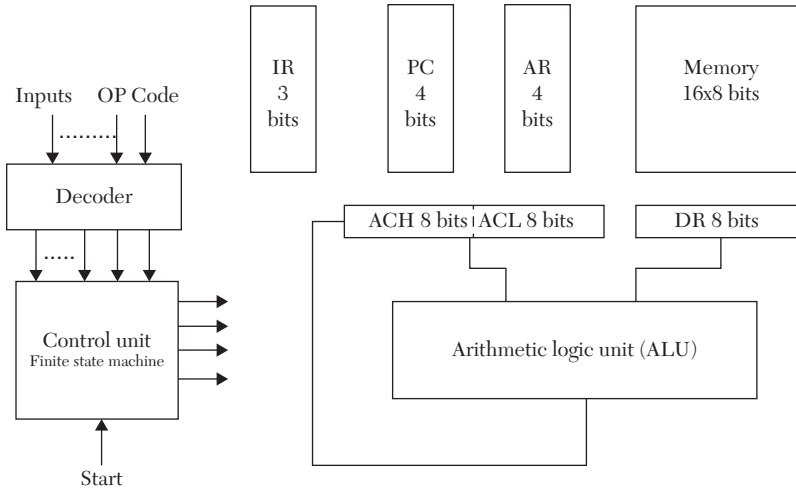 IR
3
bits
PC
4
bits
AR
4
bits
Memory
16x8 bits
Inputs
OP Code
Decoder
ACH 8 bits
ACL 8 bits
DR 8 bits
Control unit
Finite state machine
Arithmetic logic unit (ALU)
Start